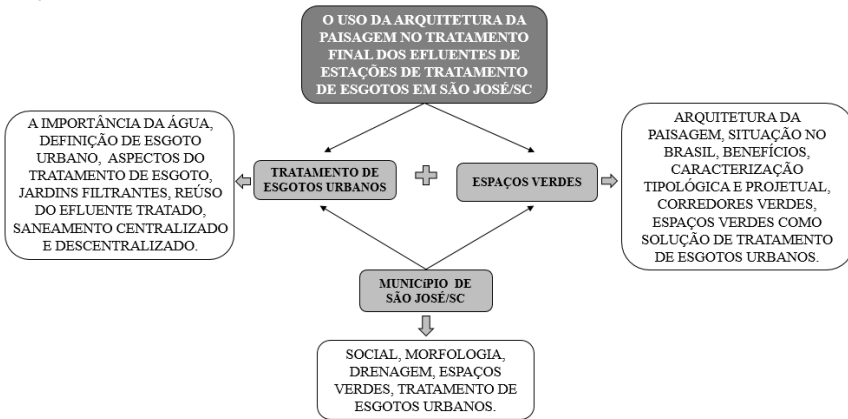 O USO DA ARQUITETURA DA
PAISAGEM NO TRATAMENTO
FINAL DOS EFLUENTES DE
ESTAÇÕES DE TRATAMENTO
DE ESGOTOS EM SÃO JOSÉ/SC
A IMPORTÂNCIA DA ÁGUA,
DEFINIÇÃO DE ESGOTO
URBANO, ASPECTOS DO
TRATAMENTO DE ESGOTO,
JARDINS FILTRANTES, REÚSO
DO EFLUENTE TRATADO,
SANEAMENTO CENTRALIZADO
E DESCENTRALIZADO.
TRATAMENTO DE
ESGOTOS URBANOS
ESPAÇOS VERDES
ARQUITETURA DA
PAISAGEM, SITUAÇÃO NO
BRASIL, BENEFÍCIOS,
CARACTERIZAÇÃO
TIPOLÓGICA E PROJETUAL,
CORREDORES VERDES,
ESPAÇOS VERDES COMO
SOLUÇÃO DE TRATAMENTO
DE ESGOTOS URBANOS.
MUNICíPIO DE
SÃO JOSÉ/SC
SOCIAL, MORFOLOGIA,
DRENAGEM, ESPAÇOS
VERDES, TRATAMENTO DE
ESGOTOS URBANOS.